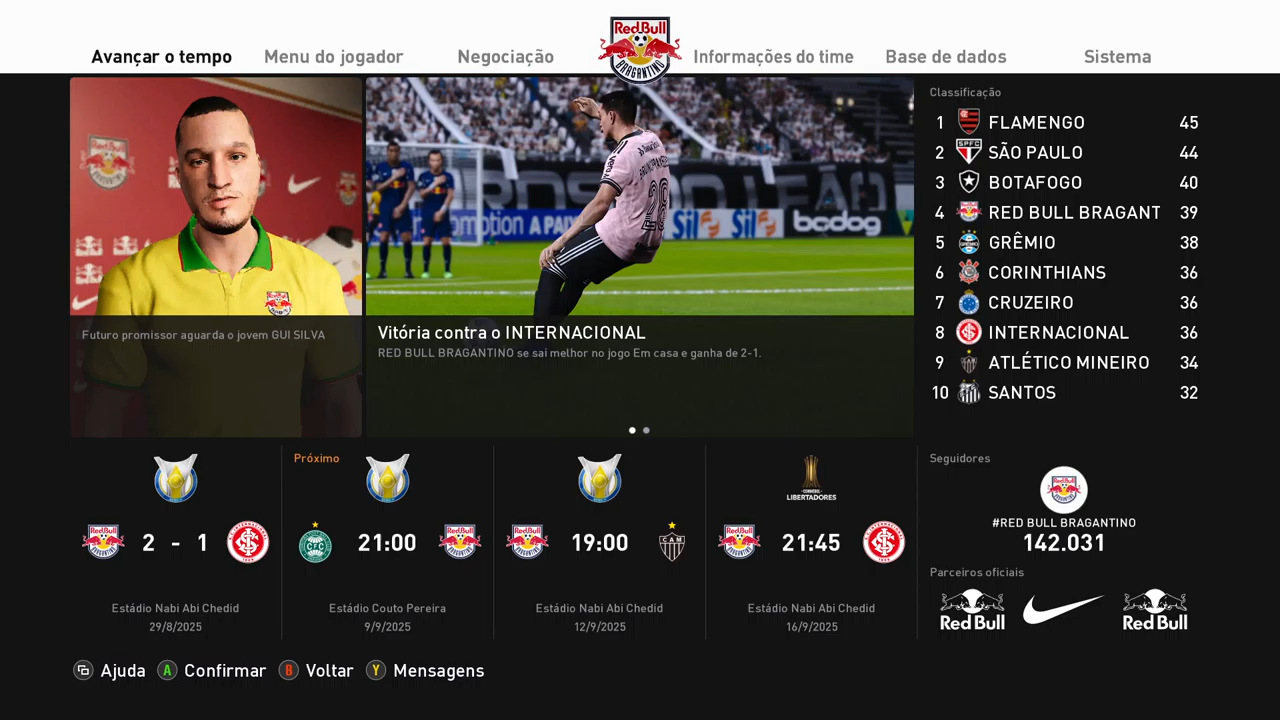 Avançar o tempo
Menu do jogador
Negociação
Red Bull
BRAGANTINO
Informações do time
Base de dados
Sistema
Futuro promissor aguarda o jovem GUI SILVA
Vitória contra o INTERNACIONAL
RED BULL BRAGANTINO se sai melhor no jogo Em casa e ganha de 2-1.
Classificação
1 FLAMENGO 45
2 SÃO PAULO 44
3 BOTAFOGO 40
4 RED BULL BRAGANT 39
5 GRÊMIO 38
6 CORINTHIANS 36
7 CRUZEIRO 36
8 INTERNACIONAL 36
9 ATLÉTICO MINEIRO 34
10 SANTOS 32
2 - 1
Estádio Nabi Abi Chedid
29/8/2025
Próximo
21:00
Estádio Couto Pereira
9/9/2025
19:00
Estádio Nabi Abi Chedid
12/9/2025
LIBERTADORES
21:45
Estádio Nabi Abi Chedid
16/9/2025
Seguidores
#RED BULL BRAGANTINO
142.031
Parceiros oficiais
Red Bull
Red Bull
Ajuda
A Confirmar
B Voltar
Y Mensagens